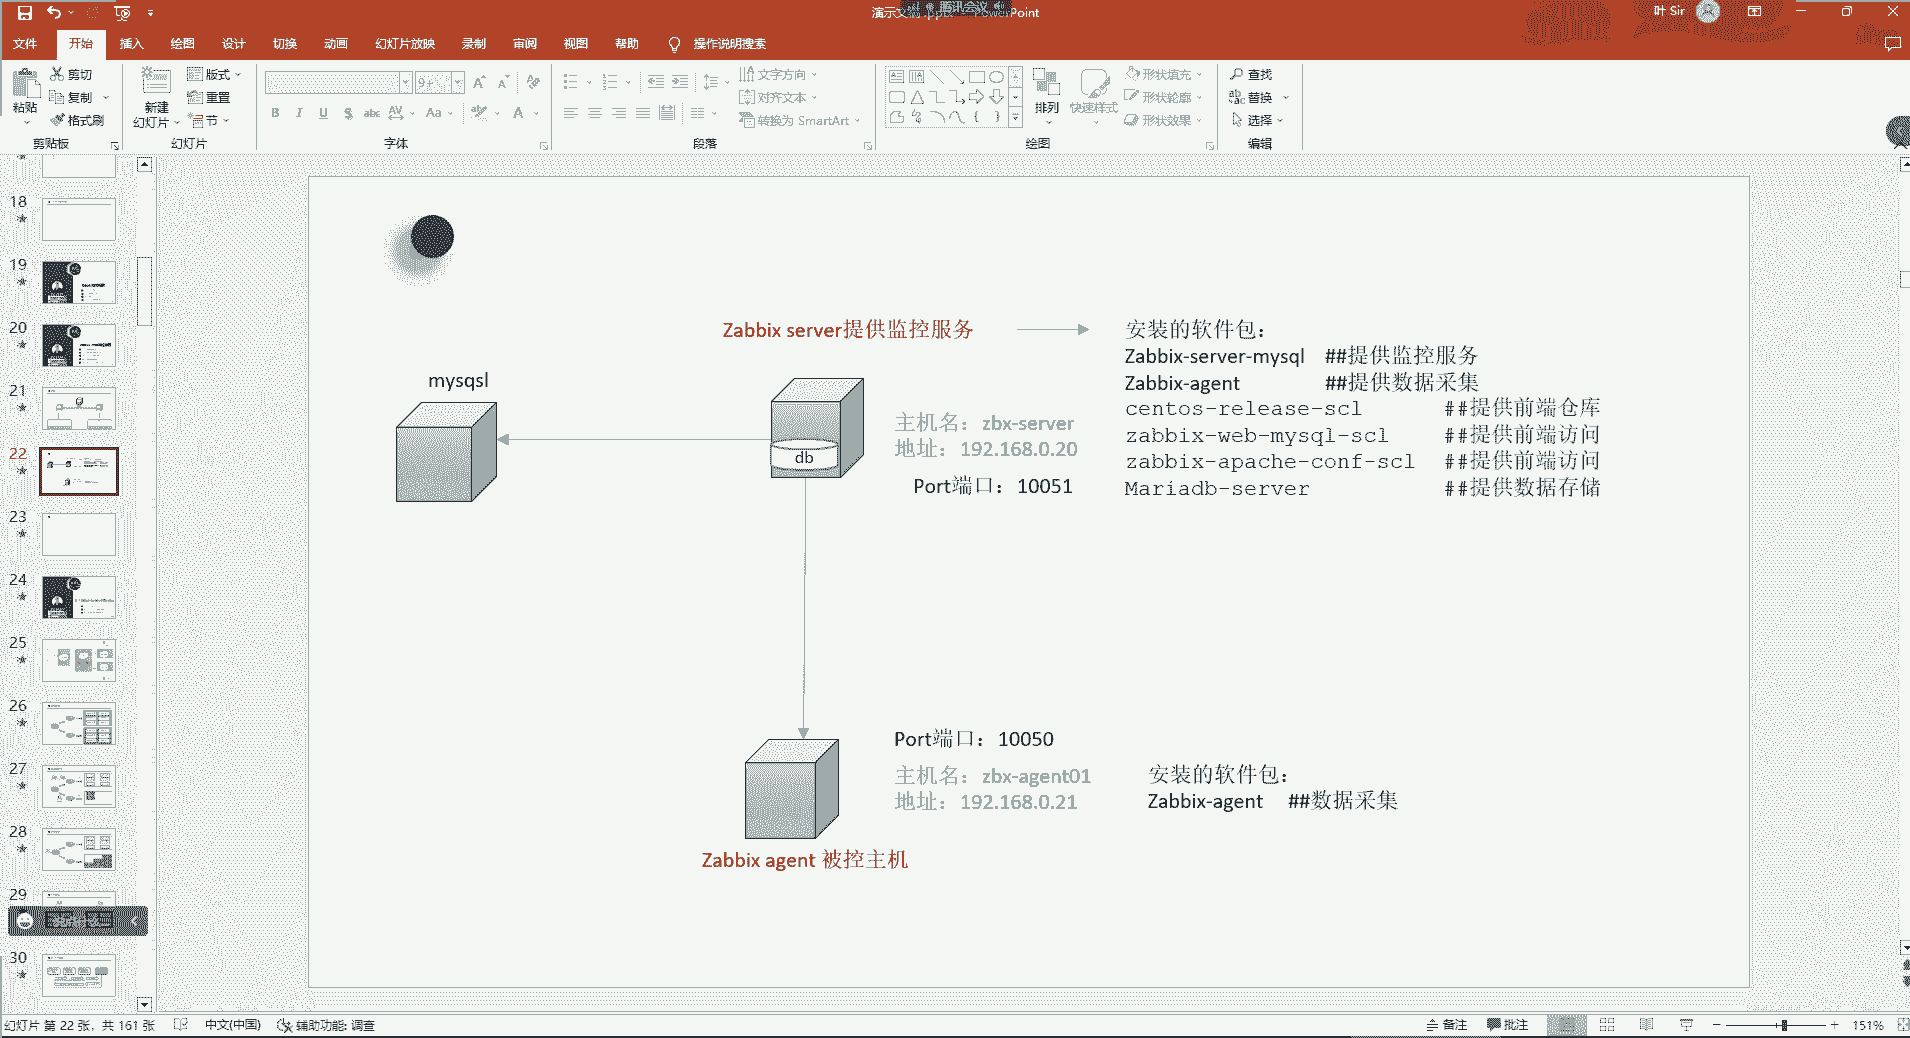 腾讯会议
PowerPoint
叶 Sir
文件 开始 插入 绘图 设计 切换 动画 幻灯片放映 录制 审阅 视图 帮助 操作说明搜索
粘贴
剪切
复制
格式刷
剪贴板
新建
幻灯片
版式
重置
节
幻灯片
9+
B I U S abc AV Aa A
字体
文字方向
对齐文本
转换为 SmartArt
段落
排列
快速样式
形状填充
形状轮廓
形状效果
绘图
查找
替换
选择
编辑
18
19
20
21
22
23
24
25
26
27
28
29
30
Zabbix server提供监控服务
mysqsl
db
主机名：zbx-server
地址：192.168.0.20
Port端口：10051
安装的软件包：
Zabbix-server-mysql ##提供监控服务
Zabbix-agent ##提供数据采集
centos-release-scl ##提供前端仓库
zabbix-web-mysql-scl ##提供前端访问
zabbix-apache-conf-scl ##提供前端访问
Mariadb-server ##提供数据存储
Port端口：10050
主机名：zbx-agent01
地址：192.168.0.21
安装的软件包：
Zabbix-agent ##数据采集
Zabbix agent 被控主机
幻灯片 第 22 张，共 161 张 中文(中国) 辅助功能: 调查
备注 批注 151%